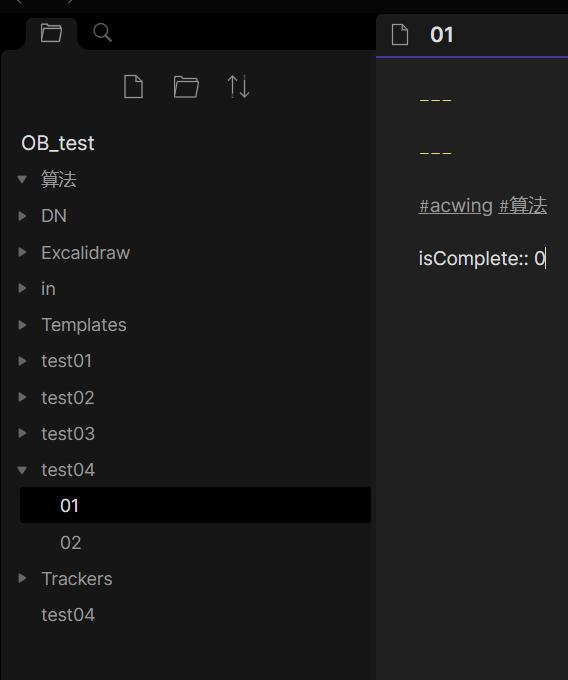 OB_test
算法
DN
Excalidraw
in
Templates
test01
test02
test03
test04
01
02
Trackers
test04
01
---
---
#acwing #算法
isComplete:: 0